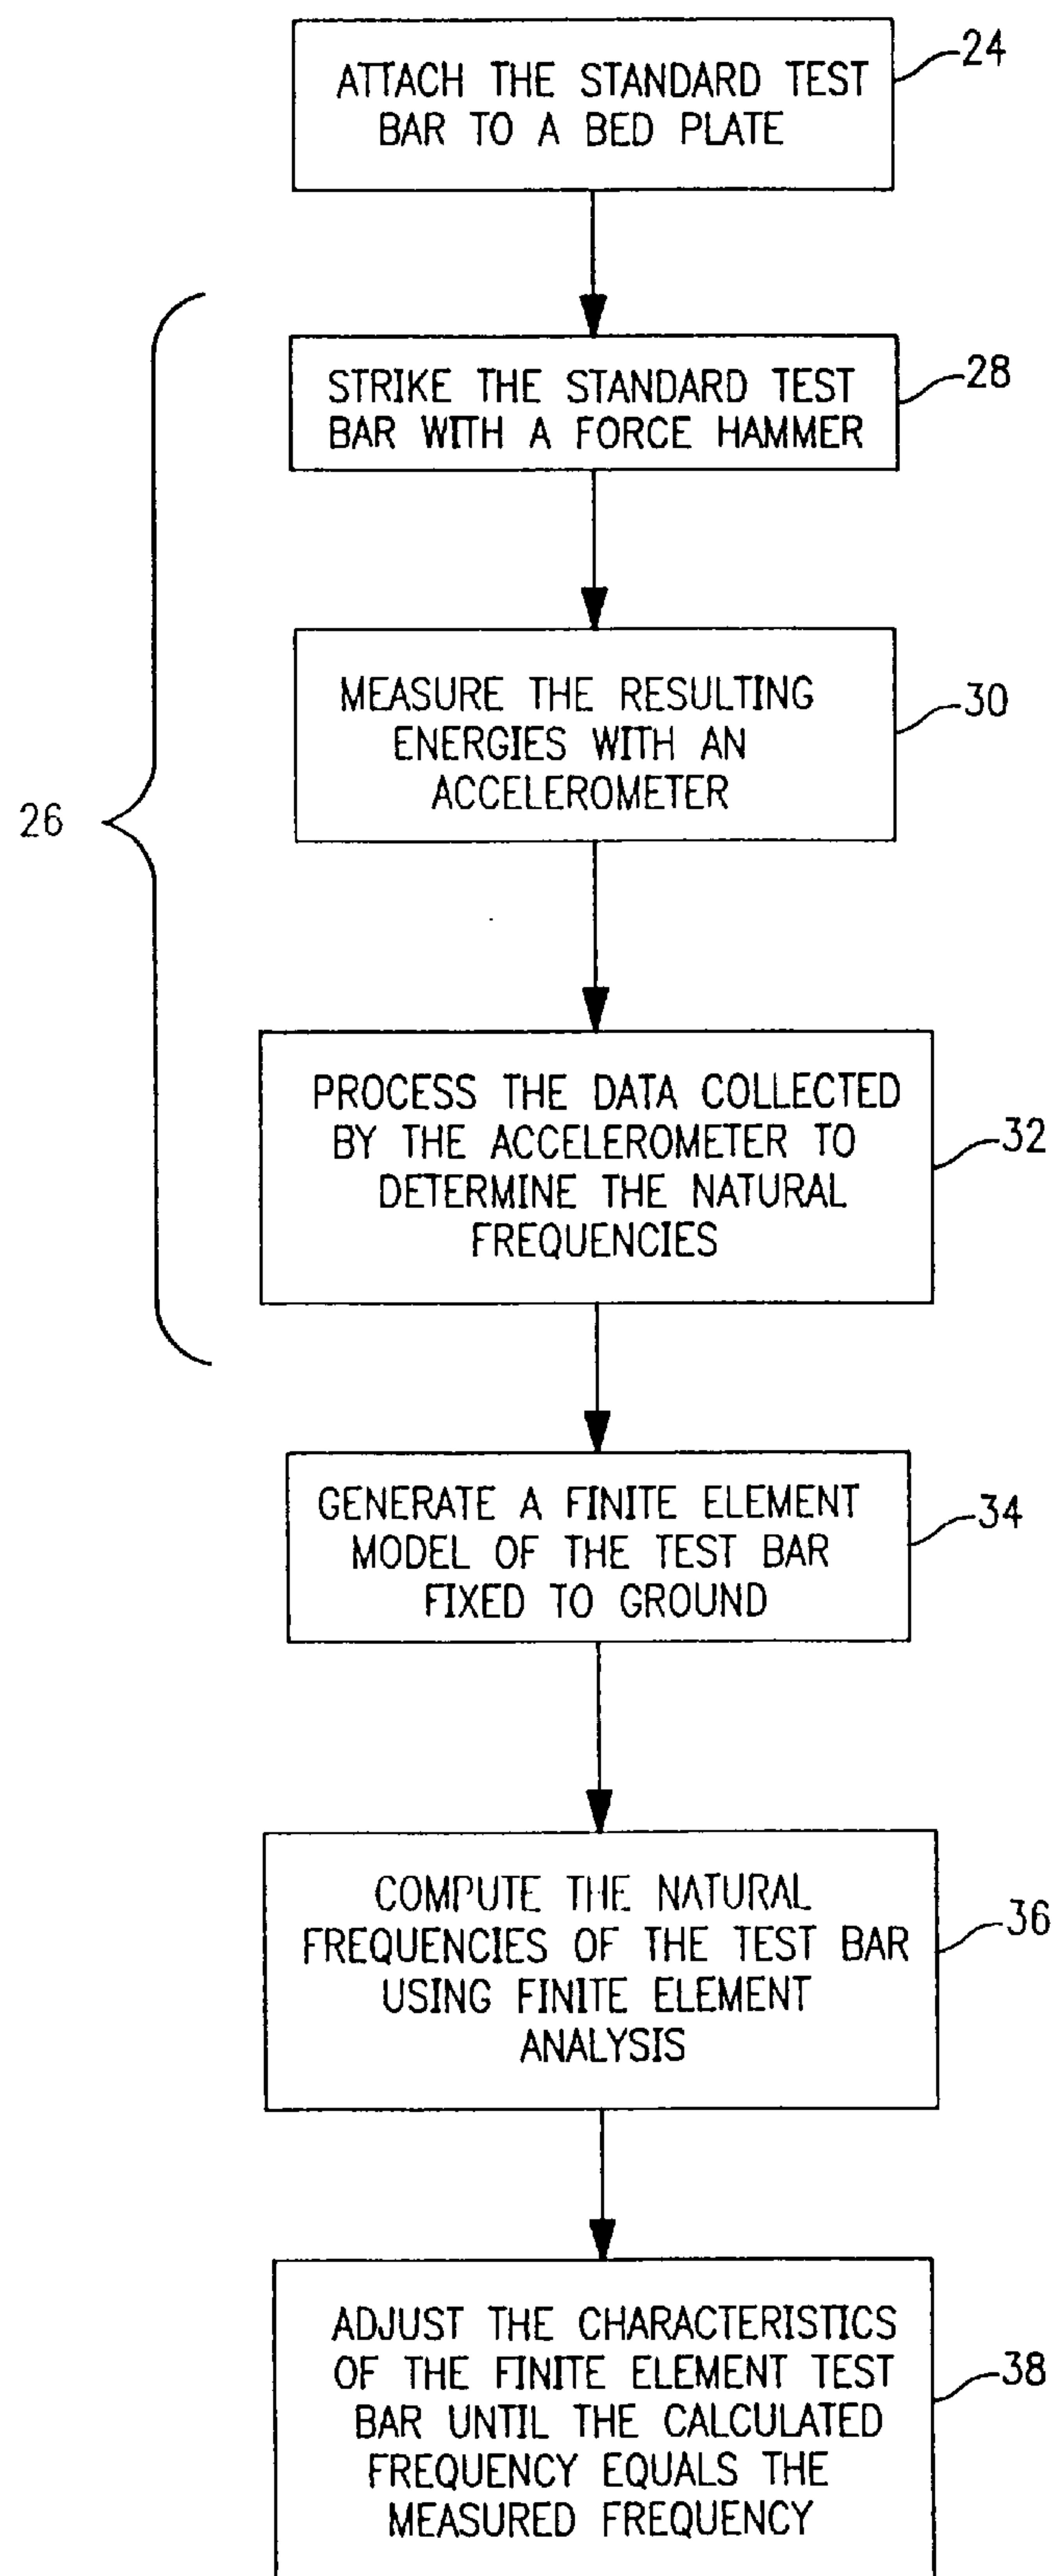 ATTACH THE STANDARD TEST
BAR TO A BED PLATE
24
STRIKE THE STANDARD TEST
BAR WITH A FORCE HAMMER
28
MEASURE THE RESULTING
ENERGIES WITH AN
ACCELEROMETER
30
26
PROCESS THE DATA COLLECTED
BY THE ACCELEROMETER TO
DETERMINE THE NATURAL
FREQUENCIES
32
GENERATE A FINITE ELEMENT
MODEL OF THE TEST BAR
FIXED TO GROUND
34
COMPUTE THE NATURAL
FREQUENCIES OF THE TEST BAR
USING FINITE ELEMENT
ANALYSIS
36
ADJUST THE CHARACTERISTICS
OF THE FINITE ELEMENT TEST
BAR UNTIL THE CALCULATED
FREQUENCY EQUALS THE
MEASURED FREQUENCY
38